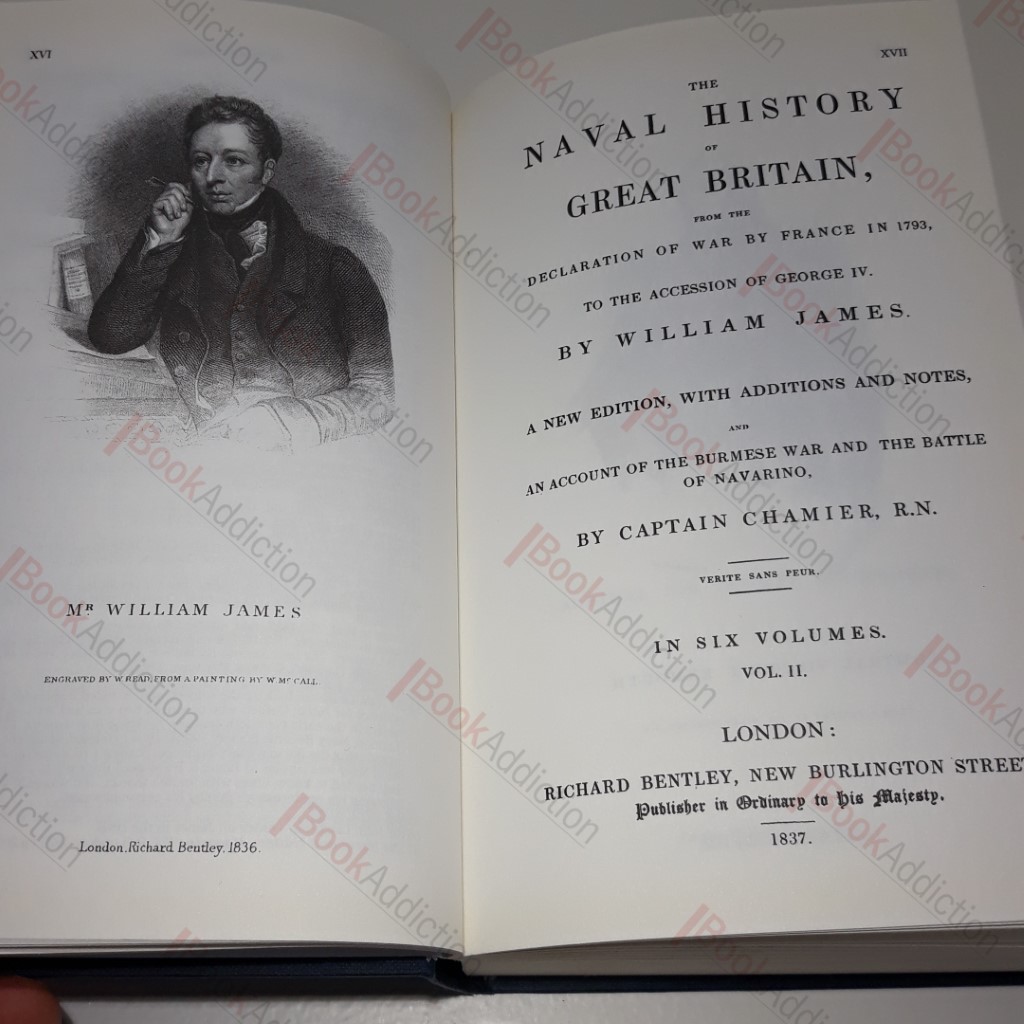 XVI
MR WILLIAM JAMES
ENGRAVED BY W. READ, FROM A PAINTING BY W. Mc CALL.
London, Richard Bentley, 1836.
XVII
THE
NAVAL HISTORY
OF
GREAT BRITAIN,
FROM THE
DECLARATION OF WAR BY FRANCE IN 1793,
TO THE ACCESSION OF GEORGE IV.
BY WILLIAM JAMES.
A NEW EDITION, WITH ADDITIONS AND NOTES,
AND
AN ACCOUNT OF THE BURMESE WAR AND THE BATTLE
OF NAVARINO,
BY CAPTAIN CHAMIER, R.N.
VERITE SANS PEUR.
IN SIX VOLUMES.
VOL. II.
LONDON:
RICHARD BENTLEY, NEW BURLINGTON STREET
Publisher in Ordinary to his Majesty.
1837.
BookAddiction